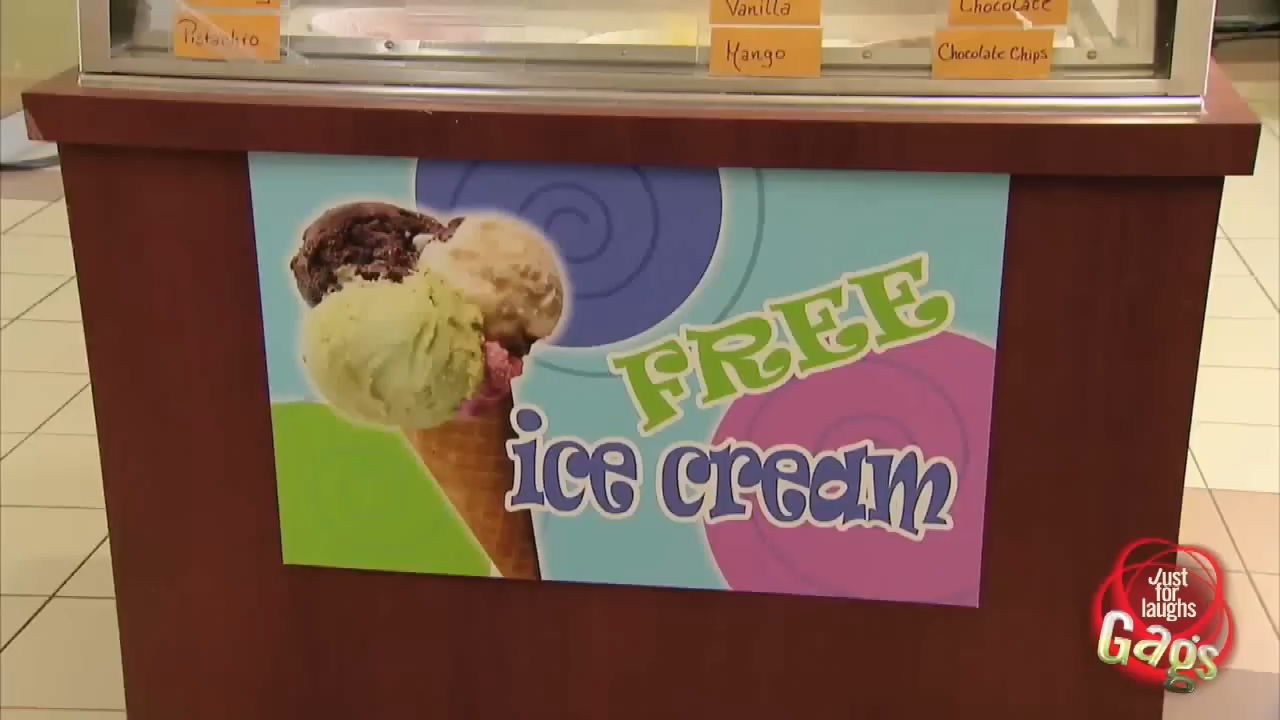 Vanilla
Chocolate
Pistachio
Mango
Chocolate Chips
FREE
ice cream
Just
for
laughs
Gags